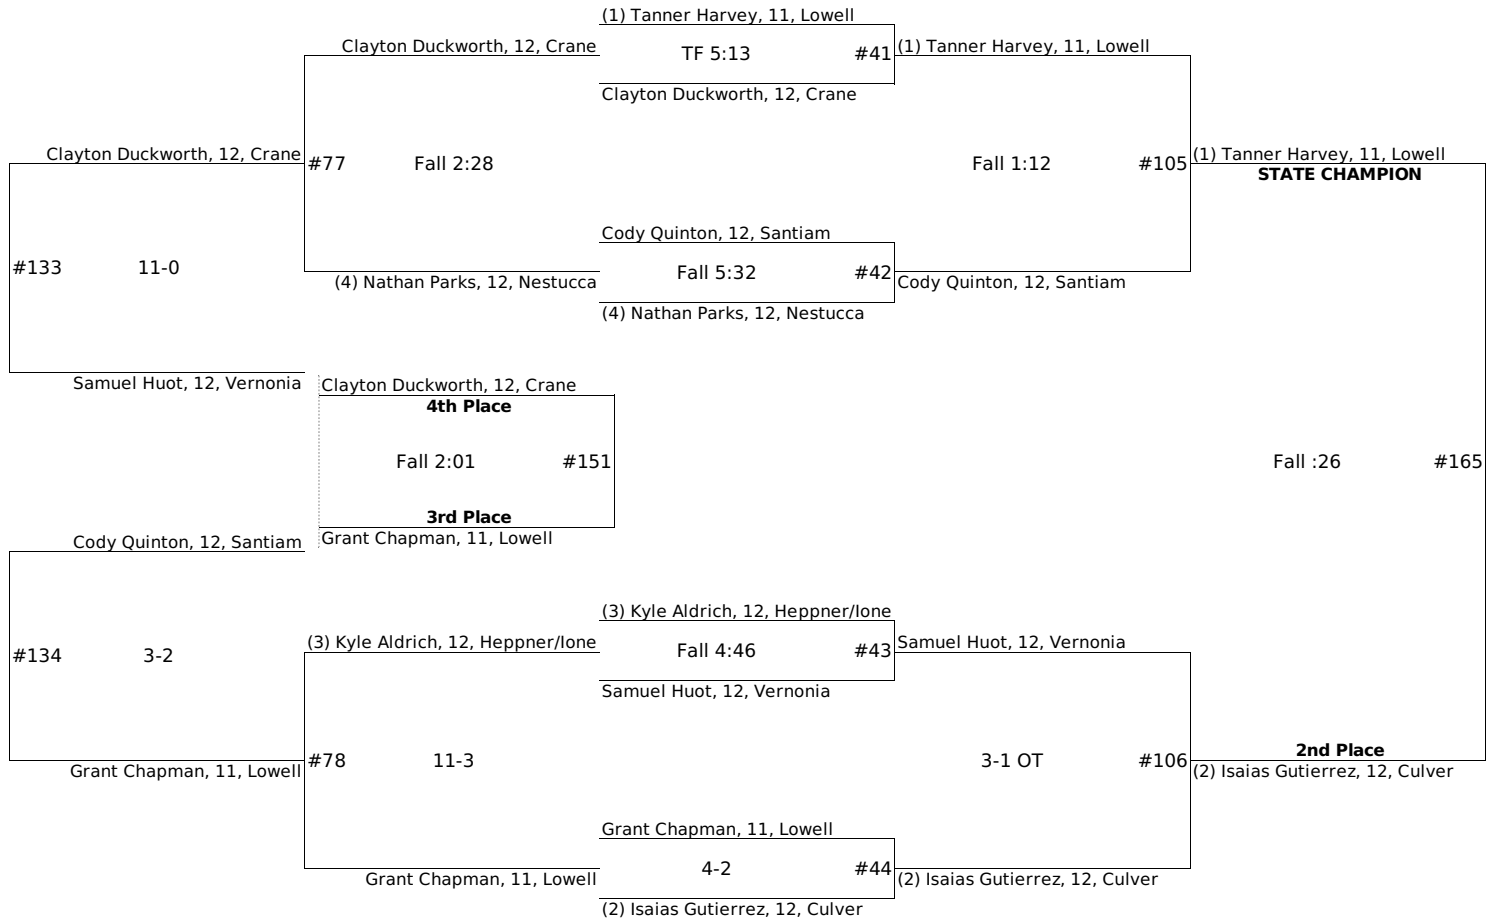 (1) Tanner Harvey, 11, Lowell
Clayton Duckworth, 12, Crane
TF 5:13
#41
(1) Tanner Harvey, 11, Lowell
Clayton Duckworth, 12, Crane
Clayton Duckworth, 12, Crane
#77
Fall 2:28
Fall 1:12
#105
(1) Tanner Harvey, 11, Lowell
STATE CHAMPION
Cody Quinton, 12, Santiam
#133
11-0
Fall 5:32
#42
(4) Nathan Parks, 12, Nestucca
Cody Quinton, 12, Santiam
(4) Nathan Parks, 12, Nestucca
Samuel Huot, 12, Vernonia
Clayton Duckworth, 12, Crane
4th Place
Fall 2:01
#151
Fall :26
#165
3rd Place
Grant Chapman, 11, Lowell
Cody Quinton, 12, Santiam
(3) Kyle Aldrich, 12, Heppner/Ione
(3) Kyle Aldrich, 12, Heppner/Ione
Fall 4:46
#43
Samuel Huot, 12, Vernonia
#134
3-2
Samuel Huot, 12, Vernonia
2nd Place
#78
11-3
3-1 OT
#106
Grant Chapman, 11, Lowell
(2) Isaias Gutierrez, 12, Culver
Grant Chapman, 11, Lowell
4-2
#44
Grant Chapman, 11, Lowell
(2) Isaias Gutierrez, 12, Culver
(2) Isaias Gutierrez, 12, Culver